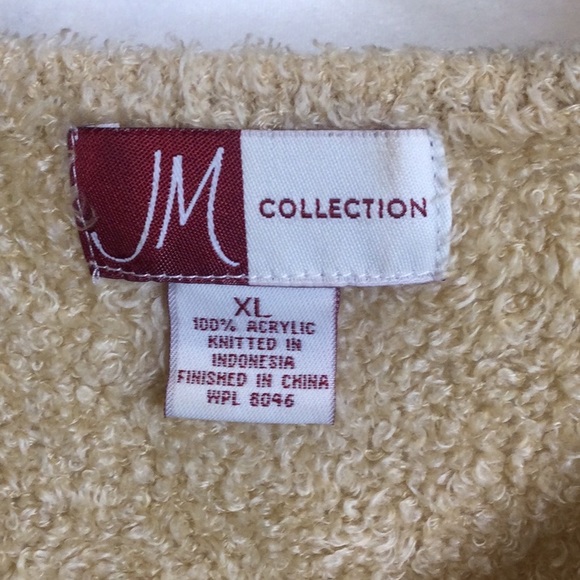 JM
COLLECTION
XL
100% ACRYLIC
KNITTED IN
INDONESIA
FINISHED IN CHINA
WPL 8046